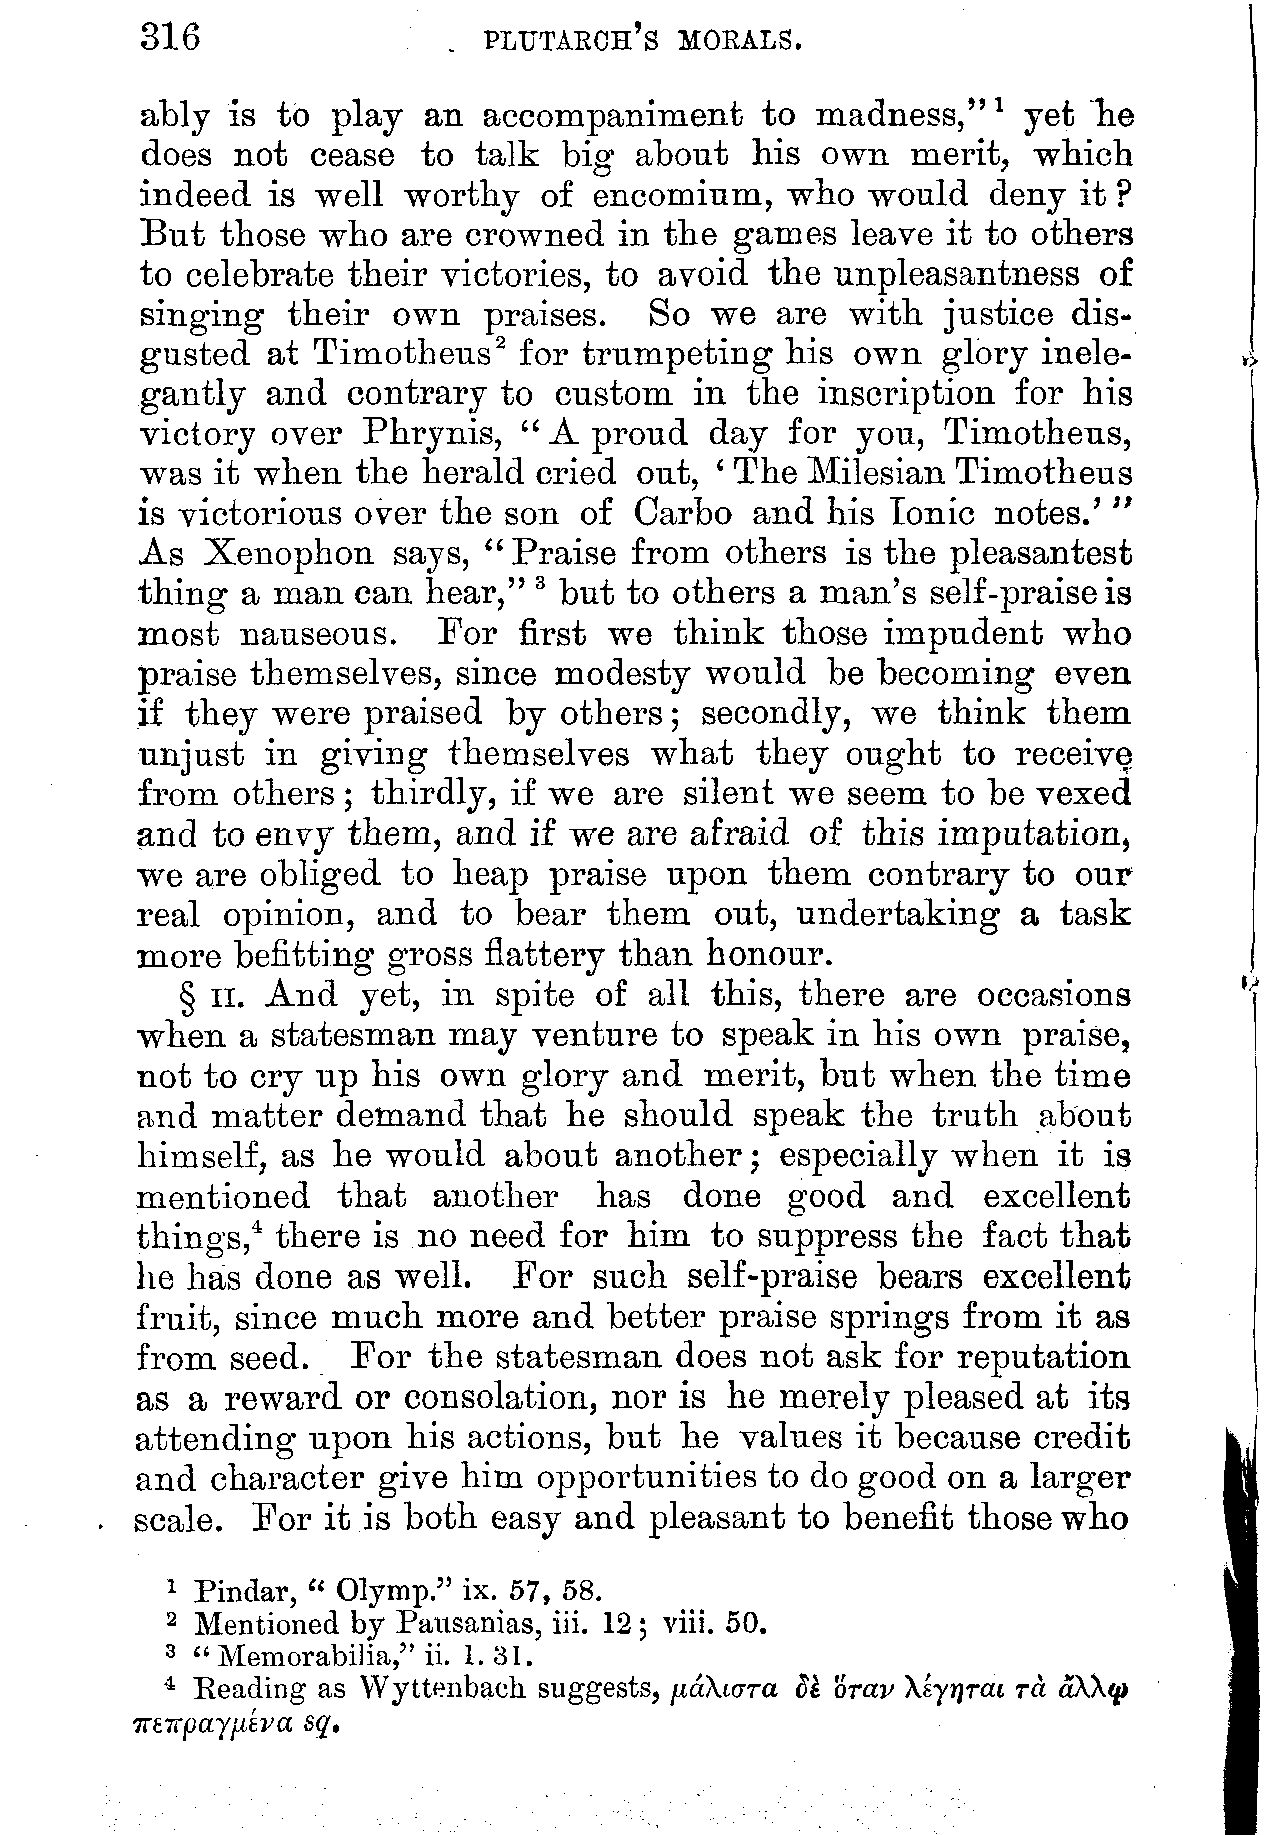 316 PLUTARCH'S MORALS.
ably is to play an accompaniment to madness,"¹ yet he
does not cease to talk big about his own merit, which
indeed is well worthy of encomium, who would deny it?
But those who are crowned in the games leave it to others
to celebrate their victories, to avoid the unpleasantness of
singing their own praises. So we are with justice dis-
gusted at Timotheus² for trumpeting his own glory inele-
gantly and contrary to custom in the inscription for his
victory over Phrynis, "A proud day for you, Timotheus,
was it when the herald cried out, 'The Milesian Timotheus
is victorious over the son of Carbo and his Ionic notes.'"
As Xenophon says, "Praise from others is the pleasantest
thing a man can hear,"³ but to others a man's self-praise is
most nauseous. For first we think those impudent who
praise themselves, since modesty would be becoming even
if they were praised by others; secondly, we think them
unjust in giving themselves what they ought to receive
from others; thirdly, if we are silent we seem to be vexed
and to envy them, and if we are afraid of this imputation,
we are obliged to heap praise upon them contrary to our
real opinion, and to bear them out, undertaking a task
more befitting gross flattery than honour.
§ II. And yet, in spite of all this, there are occasions
when a statesman may venture to speak in his own praise,
not to cry up his own glory and merit, but when the time
and matter demand that he should speak the truth about
himself, as he would about another; especially when it is
mentioned that another has done good and excellent
things,⁴ there is no need for him to suppress the fact that
he has done as well. For such self-praise bears excellent
fruit, since much more and better praise springs from it as
from seed. For the statesman does not ask for reputation
as a reward or consolation, nor is he merely pleased at its
attending upon his actions, but he values it because credit
and character give him opportunities to do good on a larger
scale. For it is both easy and pleasant to benefit those who
¹ Pindar, "Olymp." ix. 57, 58.
² Mentioned by Pausanias, iii. 12; viii. 50.
³ "Memorabilia," ii. 1. 31.
⁴ Reading as Wyttenbach suggests, μάλιστα δὲ ὅταν λέγηται τὰ ἄλλῳ
πεπραγμένα sq.